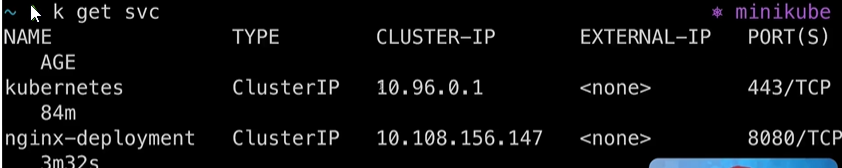 ~ k get svc ⎈ minikube
NAME TYPE CLUSTER-IP EXTERNAL-IP PORT(S)
AGE
kubernetes ClusterIP 10.96.0.1 <none> 443/TCP
84m
nginx-deployment ClusterIP 10.108.156.147 <none> 8080/TCP
3m32s